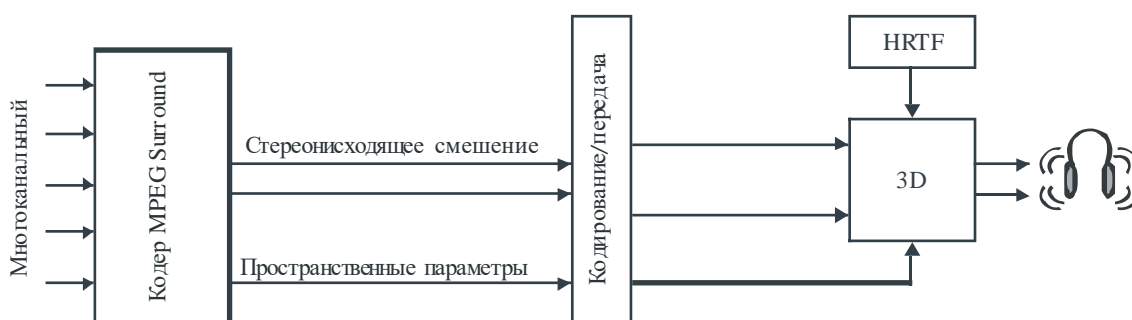 Многоканальный
Кодер MPEG Surround
Стереонисходящее смешение
Пространственные параметры
Кодирование/передача
HRTF
3D